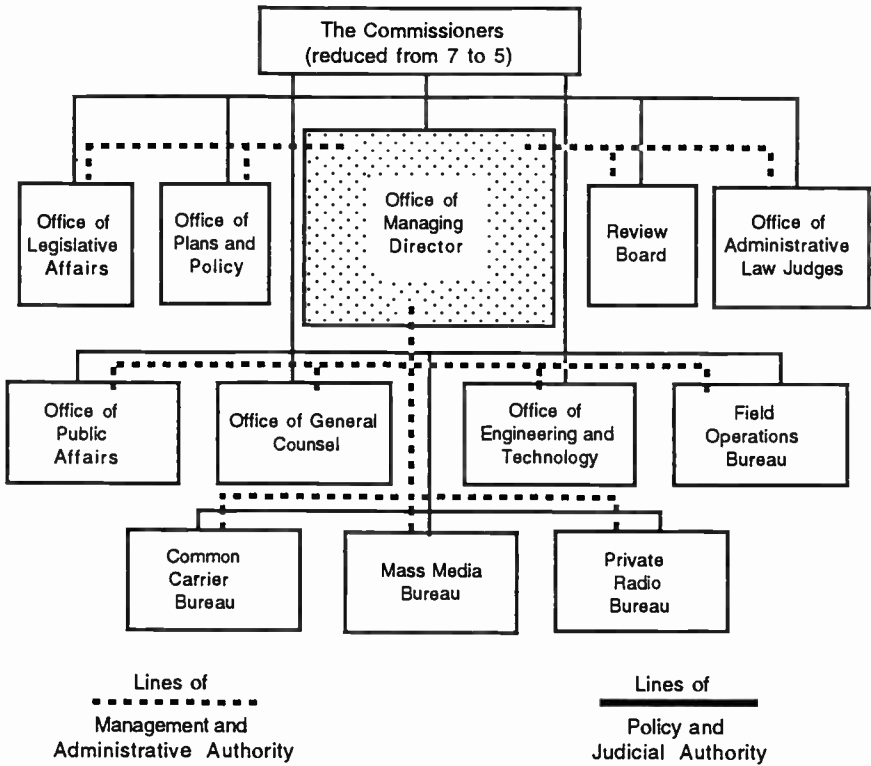 The Commissioners
(reduced from 7 to 5)
Office of
Legislative
Affairs
Office of
Plans and
Policy
Office of
Managing
Director
Review
Board
Office of
Administrative
Law Judges
Office of
Public
Affairs
Office of General
Counsel
Office of
Engineering and
Technology
Field
Operations
Bureau
Common
Carrier
Bureau
Mass Media
Bureau
Private
Radio
Bureau
Lines of
Management and
Administrative Authority
Lines of
Policy and
Judicial Authority